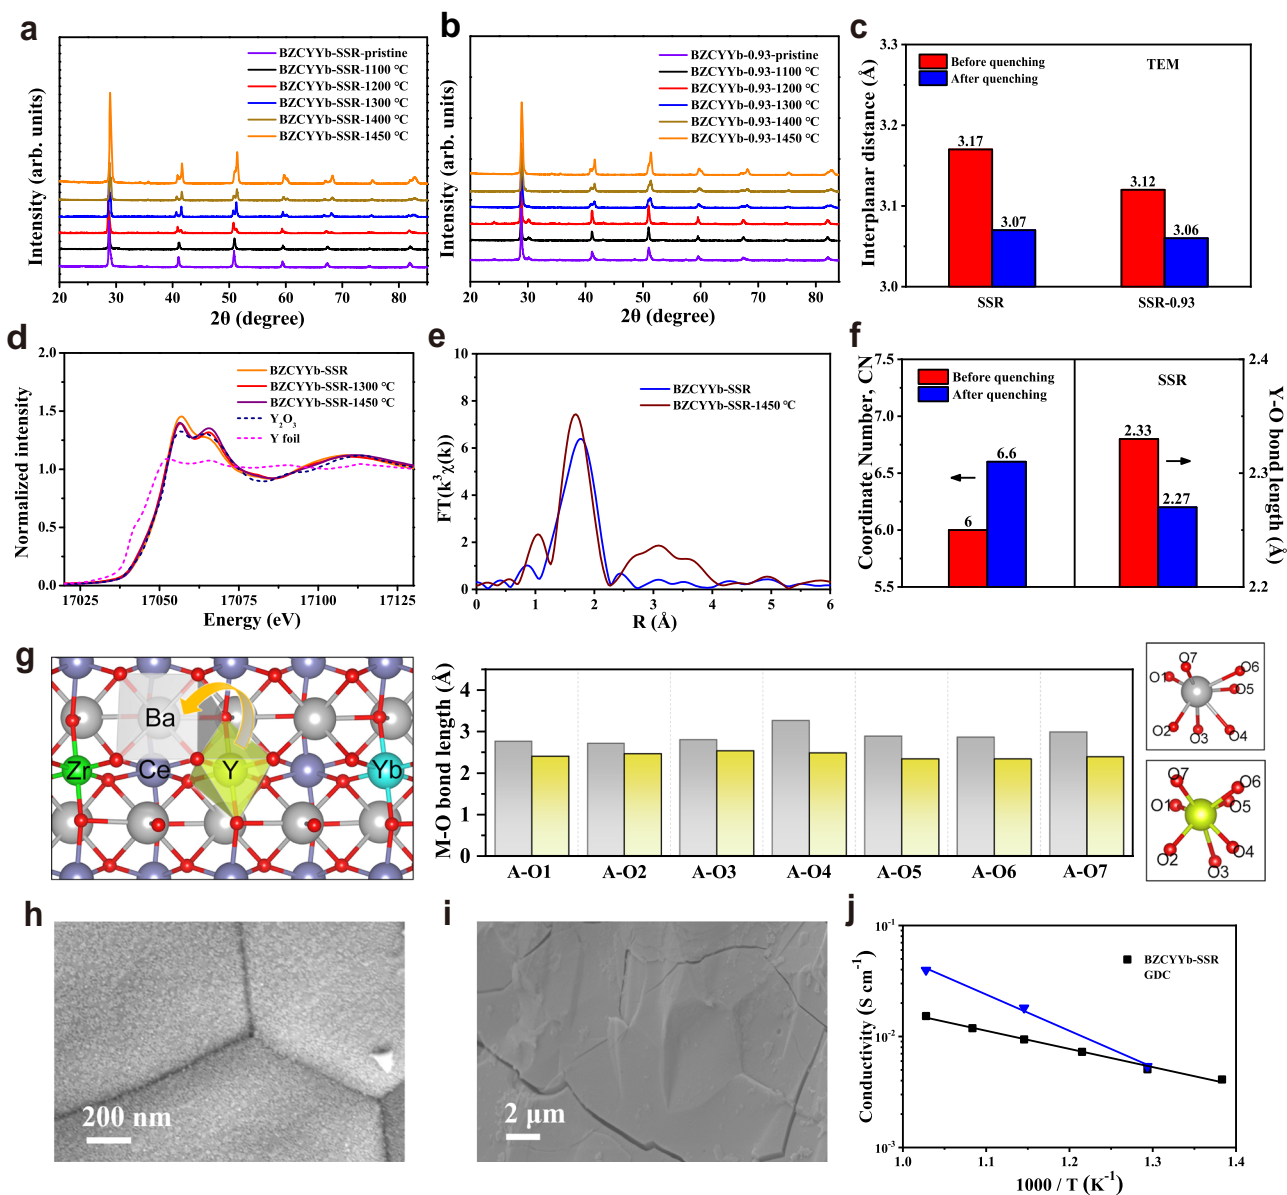 a
Intensity (arb. units)
BZCYYb-SSR-pristine
BZCYYb-SSR-1100 °C
BZCYYb-SSR-1200 °C
BZCYYb-SSR-1300 °C
BZCYYb-SSR-1400 °C
BZCYYb-SSR-1450 °C
20 30 40 50 60 70 80
2θ (degree)
b
Intensity (arb. units)
BZCYYb-0.93-pristine
BZCYYb-0.93-1100 °C
BZCYYb-0.93-1200 °C
BZCYYb-0.93-1300 °C
BZCYYb-0.93-1400 °C
BZCYYb-0.93-1450 °C
20 30 40 50 60 70 80
2θ (degree)
c
Interplanar distance (Å)
3.3
3.2
3.1
3.0
Before quenching
After quenching
TEM
3.17
3.07
3.12
3.06
SSR SSR-0.93
d
Normalized intensity
2.0
1.5
1.0
0.5
0.0
BZCYYb-SSR
BZCYYb-SSR-1300 °C
BZCYYb-SSR-1450 °C
Y2O3
Y foil
17025 17050 17075 17100 17125
Energy (eV)
e
FT(k³χ(k))
10
8
6
4
2
0
BZCYYb-SSR
BZCYYb-SSR-1450 °C
0 1 2 3 4 5 6
R (Å)
f
Coordinate Number, CN
7.5
7.0
6.5
6.0
5.5
Before quenching
After quenching
SSR
6
6.6
2.33
2.27
2.4
2.3
2.2
Y-O bond length (Å)
g
Ba
Zr Ce Y Yb
M-O bond length (Å)
4
3
2
1
0
A-O1 A-O2 A-O3 A-O4 A-O5 A-O6 A-O7
O7
O6
O1
O5
O2
O3
O4
O7
O6
O1
O5
O2
O4
O3
h
200 nm
i
2 μm
j
Conductivity (S cm⁻¹)
10⁻¹
10⁻²
10⁻³
BZCYYb-SSR
GDC
1.0 1.1 1.2 1.3 1.4
1000 / T (K⁻¹)